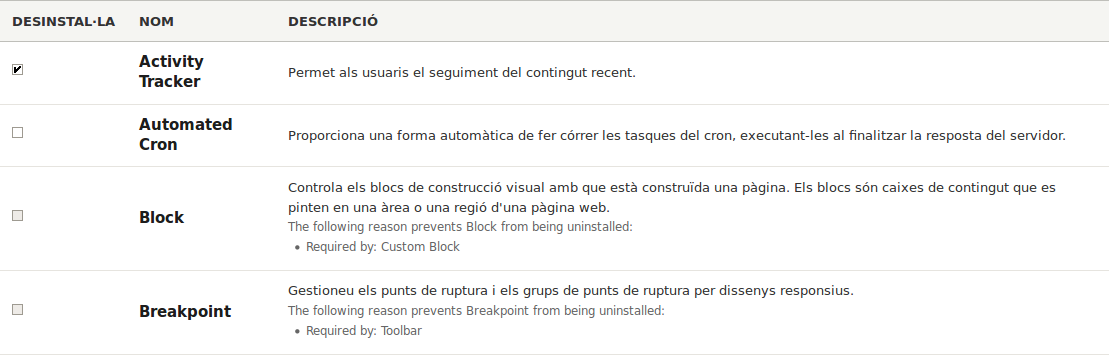 DESINSTAL·LA NOM DESCRIPCIÓ
Activity
Tracker
Permet als usuaris el seguiment del contingut recent.
Automated
Cron
Proporciona una forma automàtica de fer córrer les tasques del cron, executant-les al finalitzar la resposta del servidor.
Block
Controla els blocs de construcció visual amb que està construïda una pàgina. Els blocs són caixes de contingut que es
pinten en una àrea o una regió d'una pàgina web.
The following reason prevents Block from being uninstalled:
• Required by: Custom Block
Breakpoint
Gestioneu els punts de ruptura i els grups de punts de ruptura per dissenys responsius.
The following reason prevents Breakpoint from being uninstalled:
• Required by: Toolbar